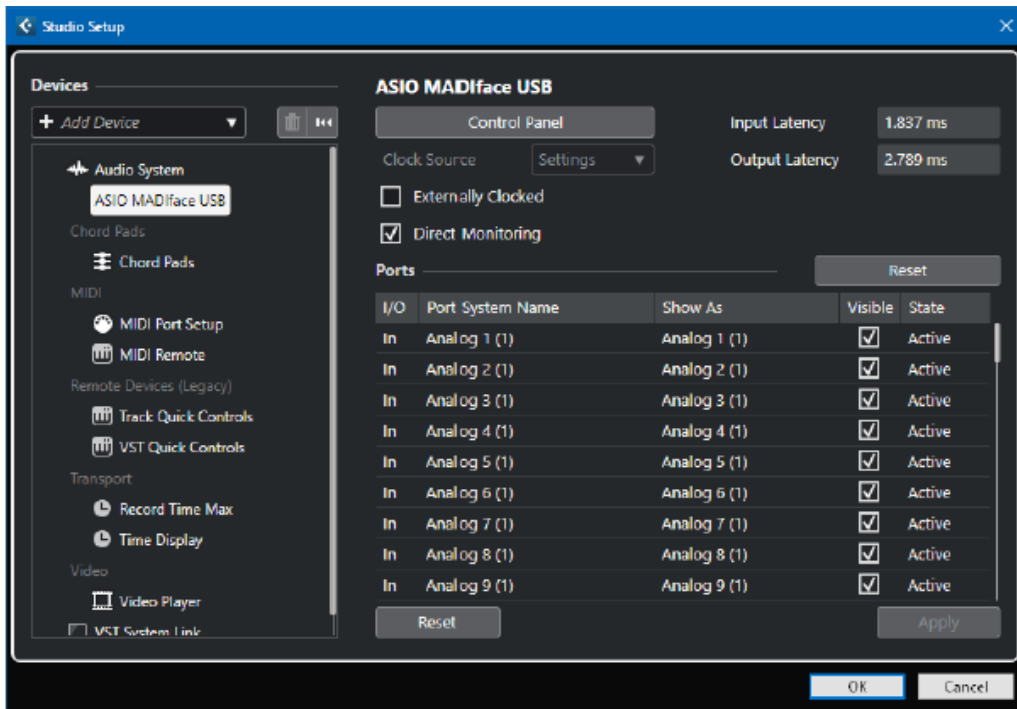 Studio Setup
Devices
Add Device
Audio System
ASIO MADIface USB
Chord Pads
Chord Pads
MIDI
MIDI Port Setup
MIDI Remote
Remote Devices (Legacy)
Track Quick Controls
VST Quick Controls
Transport
Record Time Max
Time Display
Video
Video Player
VST System Link
ASIO MADIface USB
Control Panel
Input Latency 1.837 ms
Clock Source Settings
Output Latency 2.789 ms
Externally Clocked
Direct Monitoring
Ports
Reset
I/O Port System Name Show As Visible State
In Analog 1 (1) Analog 1 (1) Active
In Analog 2 (1) Analog 2 (1) Active
In Analog 3 (1) Analog 3 (1) Active
In Analog 4 (1) Analog 4 (1) Active
In Analog 5 (1) Analog 5 (1) Active
In Analog 6 (1) Analog 6 (1) Active
In Analog 7 (1) Analog 7 (1) Active
In Analog 8 (1) Analog 8 (1) Active
In Analog 9 (1) Analog 9 (1) Active
Reset
Apply
OK
Cancel